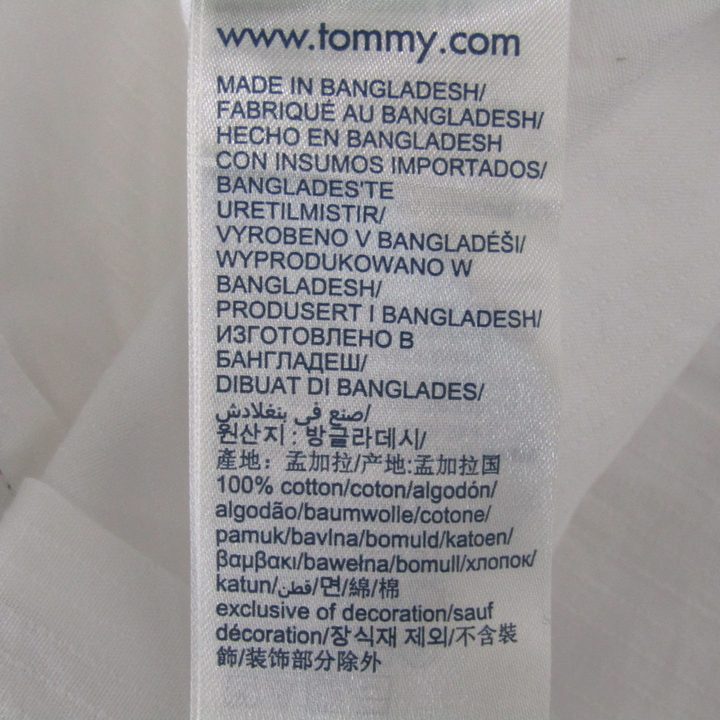 www.tommy.com
MADE IN BANGLADESH/
FABRIQUÉ AU BANGLADESH/
HECHO EN BANGLADESH
CON INSUMOS IMPORTADOS/
BANGLADES'TE
URETILMISTIR/
VYROBENO V BANGLADÉŠI/
WYPRODUKOWANO W
BANGLADESH/
PRODUSERT I BANGLADESH/
ИЗГОТОВЛЕНО В
БАНГЛАДЕШ/
DIBUAT DI BANGLADES/
صنع في بنغلادش/
원산지 : 방글라데시/
產地：孟加拉/产地:孟加拉国
100% cotton/coton/algodón/
algodão/baumwolle/cotone/
pamuk/bavlna/bomuld/katoen/
βαμβακι/bawełna/bomull/хлопок/
katun/قطن/면/綿/棉
exclusive of decoration/sauf
décoration/장식재 제외/不含裝
飾/装饰部分除外